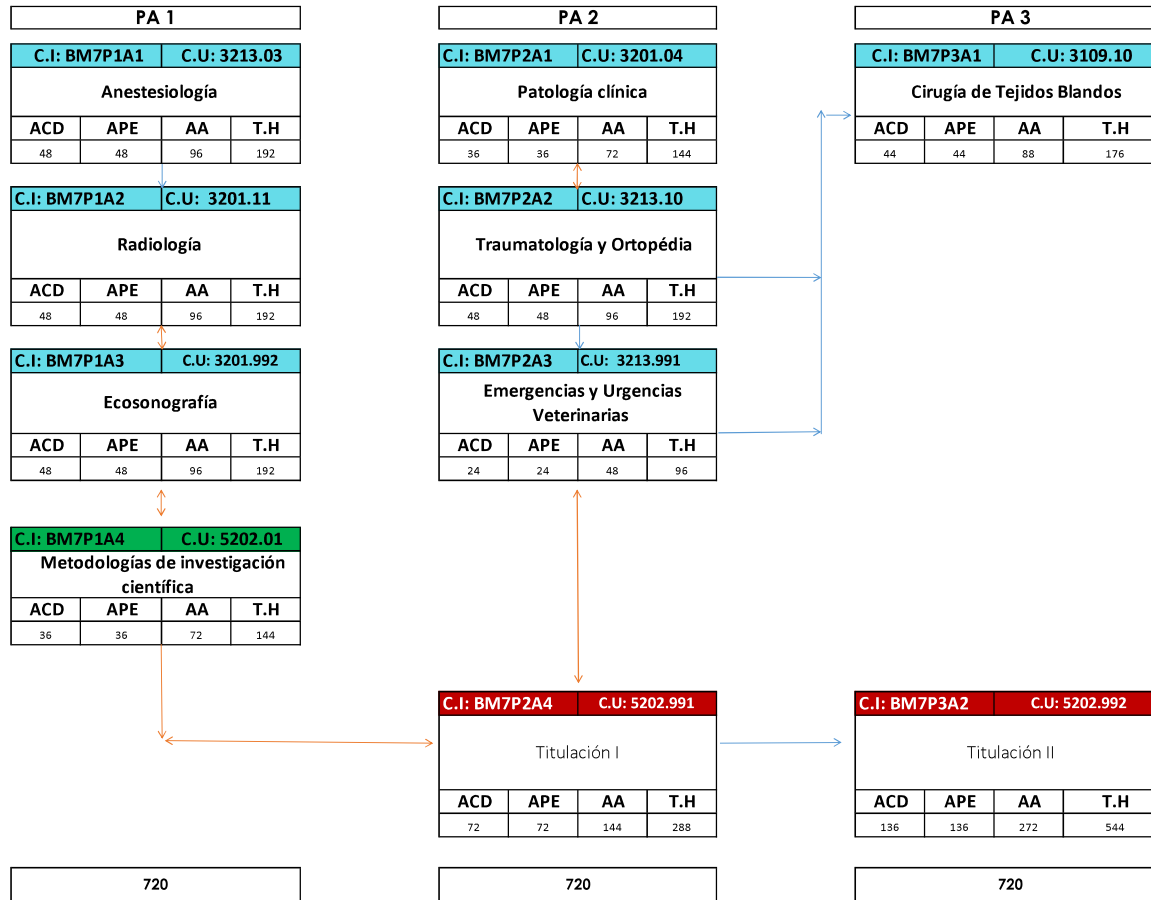 PA 1
C.I: BM7P1A1 C.U: 3213.03
Anestesiología
ACD APE AA T.H
48 48 96 192
C.I: BM7P1A2 C.U: 3201.11
Radiología
ACD APE AA T.H
48 48 96 192
C.I: BM7P1A3 C.U: 3201.992
Ecosonografía
ACD APE AA T.H
48 48 96 192
C.I: BM7P1A4 C.U: 5202.01
Metodologías de investigación
científica
ACD APE AA T.H
36 36 72 144
720
PA 2
C.I: BM7P2A1 C.U: 3201.04
Patología clínica
ACD APE AA T.H
36 36 72 144
C.I: BM7P2A2 C.U: 3213.10
Traumatología y Ortopédia
ACD APE AA T.H
48 48 96 192
C.I: BM7P2A3 C.U: 3213.991
Emergencias y Urgencias
Veterinarias
ACD APE AA T.H
24 24 48 96
C.I: BM7P2A4 C.U: 5202.991
Titulación I
ACD APE AA T.H
72 72 144 288
720
PA 3
C.I: BM7P3A1 C.U: 3109.10
Cirugía de Tejidos Blandos
ACD APE AA T.H
44 44 88 176
C.I: BM7P3A2 C.U: 5202.992
Titulación II
ACD APE AA T.H
136 136 272 544
720